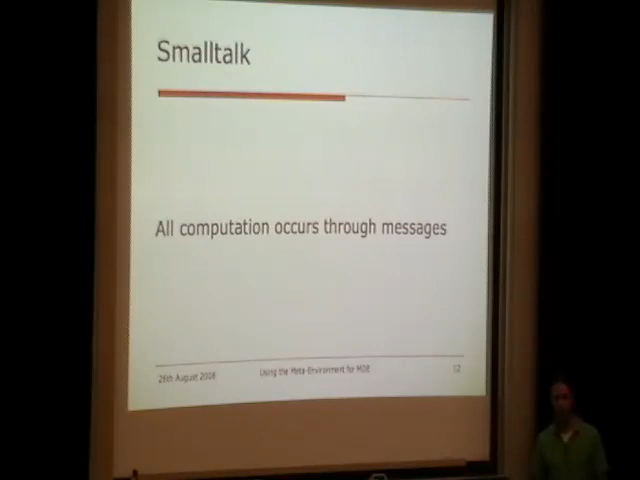 Smalltalk
All computation occurs through messages
26th August 2008
Using the Meta-Environment for MDE
12